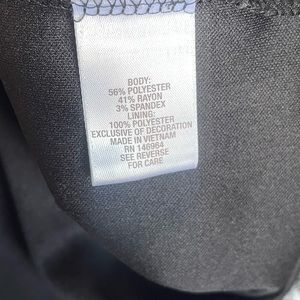 BODY:
56% POLYESTER
41% RAYON
3% SPANDEX
LINING:
100% POLYESTER
EXCLUSIVE OF DECORATION
MADE IN VIETNAM
RN 146964
SEE REVERSE
FOR CARE